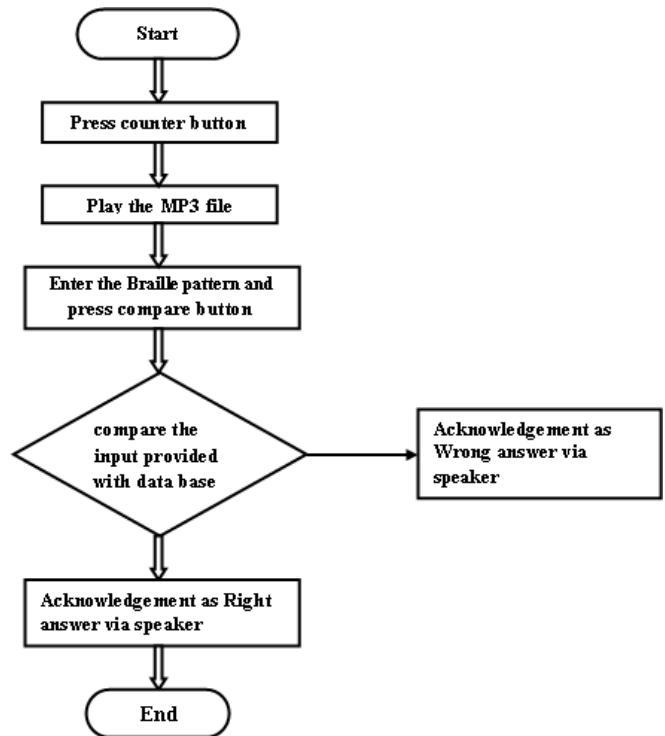 Start
Press counter button
Play the MP3 file
Enter the Braille pattern and
press compare button
compare the
input provided
with data base
Acknowledgement as
Wrong answer via
speaker
Acknowledgement as Right
answer via speaker
End